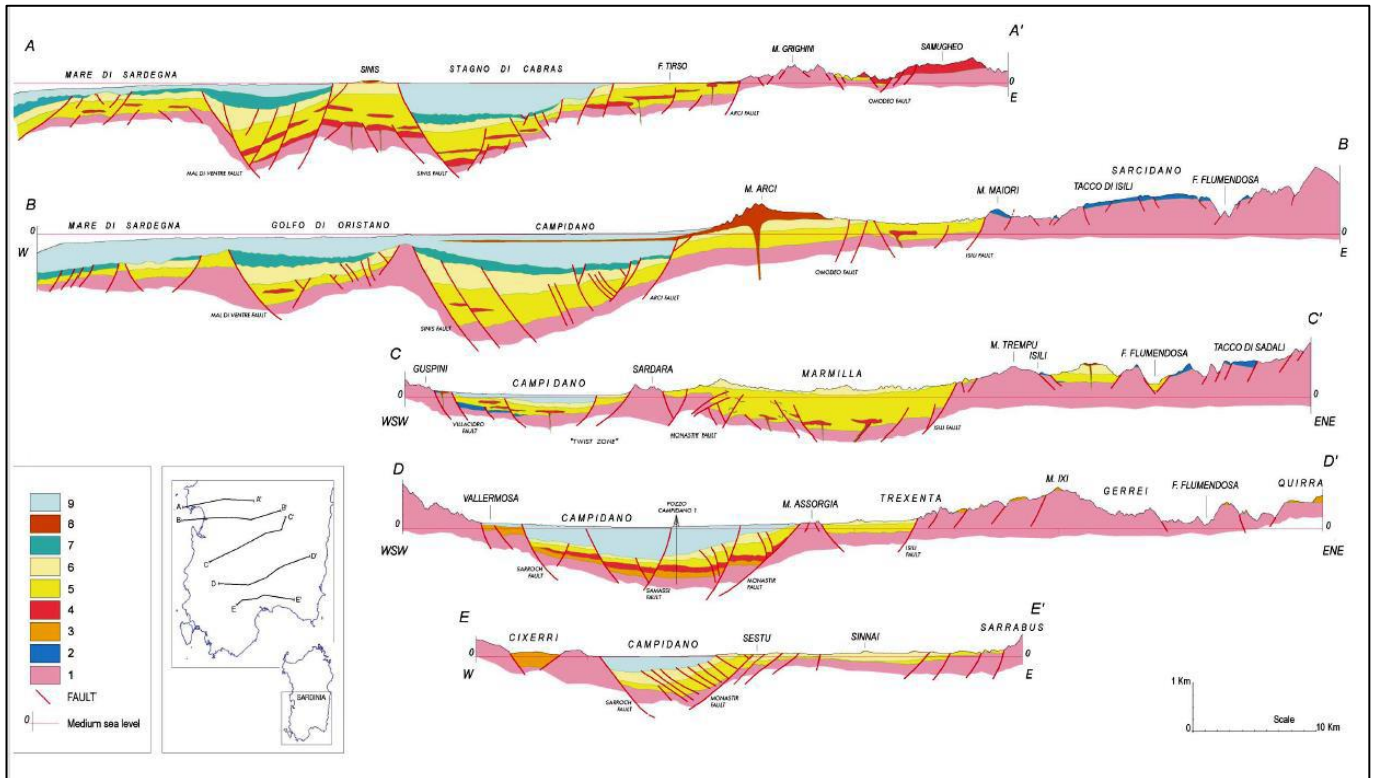 A
A'
MARE DI SARDEGNA
SINIS
STAGNO DI CABRAS
F. TIRSO
M. GRIGHINI
SAMUGHEO
0
E
MAL DI VENTRE FAULT
SINIS FAULT
ARCI FAULT
OMODEO FAULT
B
B
MARE DI SARDEGNA
GOLFO DI ORISTANO
CAMPIDANO
M. ARCI
M. MAIORI
SARCIDANO
TACCO DI ISILI
F. FLUMENDOSA
0
W
0
E
MAL DI VENTRE FAULT
SINIS FAULT
ARCI FAULT
OMODEO FAULT
ISILI FAULT
C
C'
GUSPINI
CAMPIDANO
SARDARA
MARMILLA
M. TREMPU
ISILI
F. FLUMENDOSA
TACCO DI SADALI
0
WSW
0
ENE
VILLACIDRO FAULT
"TWIST ZONE"
MONASTIR FAULT
ISILI FAULT
D
D'
VALLERMOSA
CAMPIDANO
POZZO CAMPIDANO 1
M. ASSORGIA
TREXENTA
M. IXI
GERREI
F. FLUMENDOSA
QUIRRA
0
WSW
0
ENE
SARROCH FAULT
SAMASSI FAULT
MONASTIR FAULT
ISILI FAULT
E
E'
CIXERRI
CAMPIDANO
SESTU
SINNAI
SARRABUS
0
W
0
E
SARROCH FAULT
MONASTIR FAULT
9
8
7
6
5
4
3
2
1
FAULT
0 Medium sea level
A A'
B B'
C C'
D D'
E E'
SARDINIA
1 Km
0
Scale
10 Km